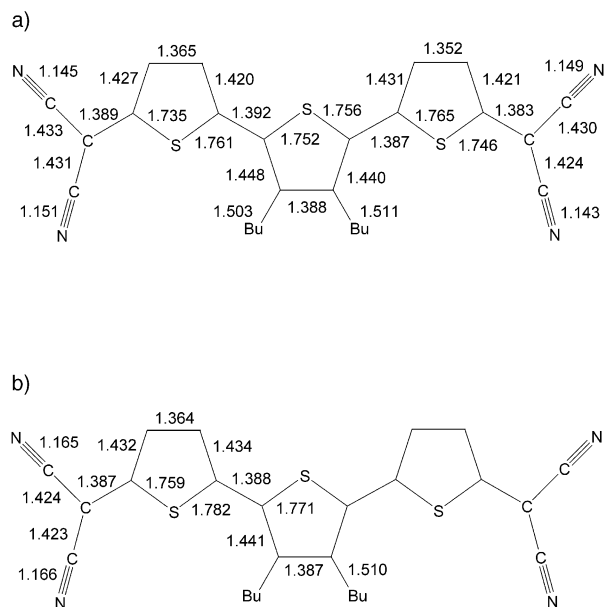 a)
1.365 1.352
N 1.145 1.427 1.420 1.431 1.421 1.149 N
C 1.389 1.735 1.392 S 1.756 1.765 1.383 C
1.433 C S 1.761 1.752 1.387 S 1.746 C 1.430
1.431 1.448 1.440 1.424
C C
1.151 1.503 1.388 1.511 1.143
N Bu Bu N
b)
1.364
N 1.165 1.432 1.434 N
C 1.387 1.759 1.388 S C
1.424 C S 1.782 1.771 S C
1.423 1.441
C 1.387 1.510 C
1.166
N Bu Bu N